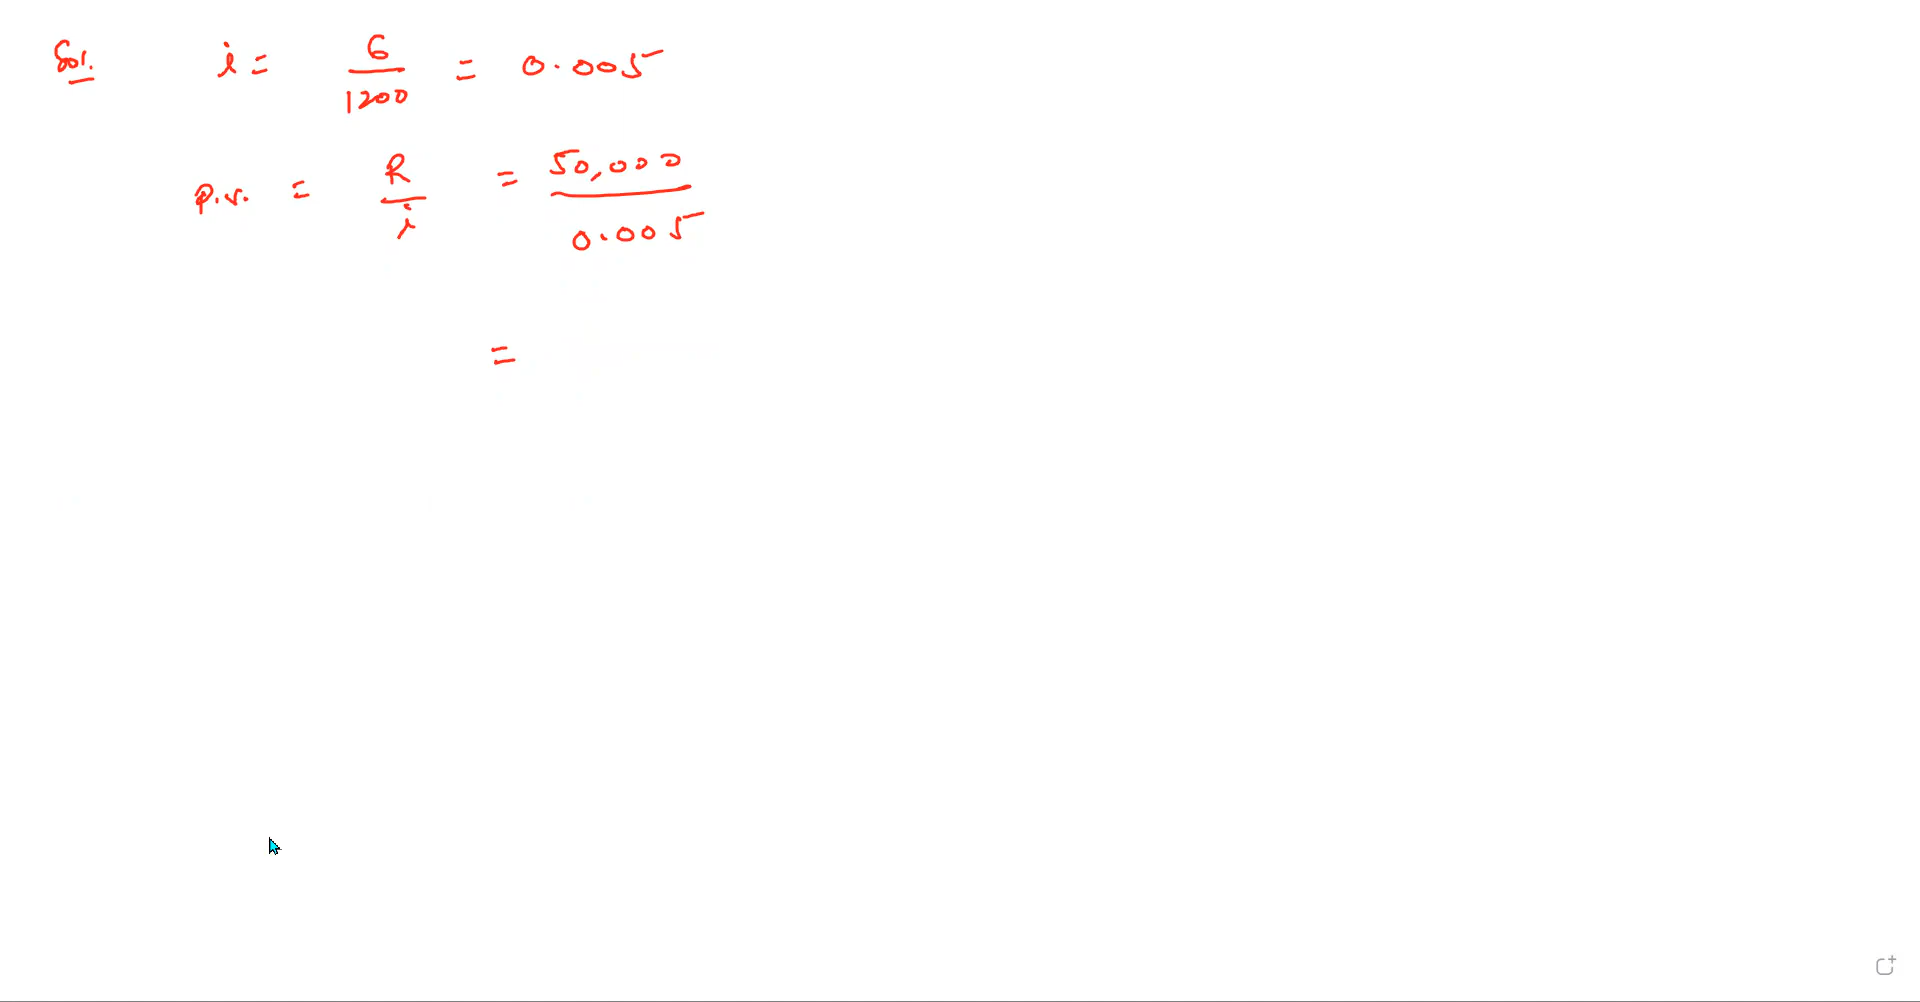 Sol. i = 6/1200 = 0.005
P.V. = R/i = 50,000/0.005
=